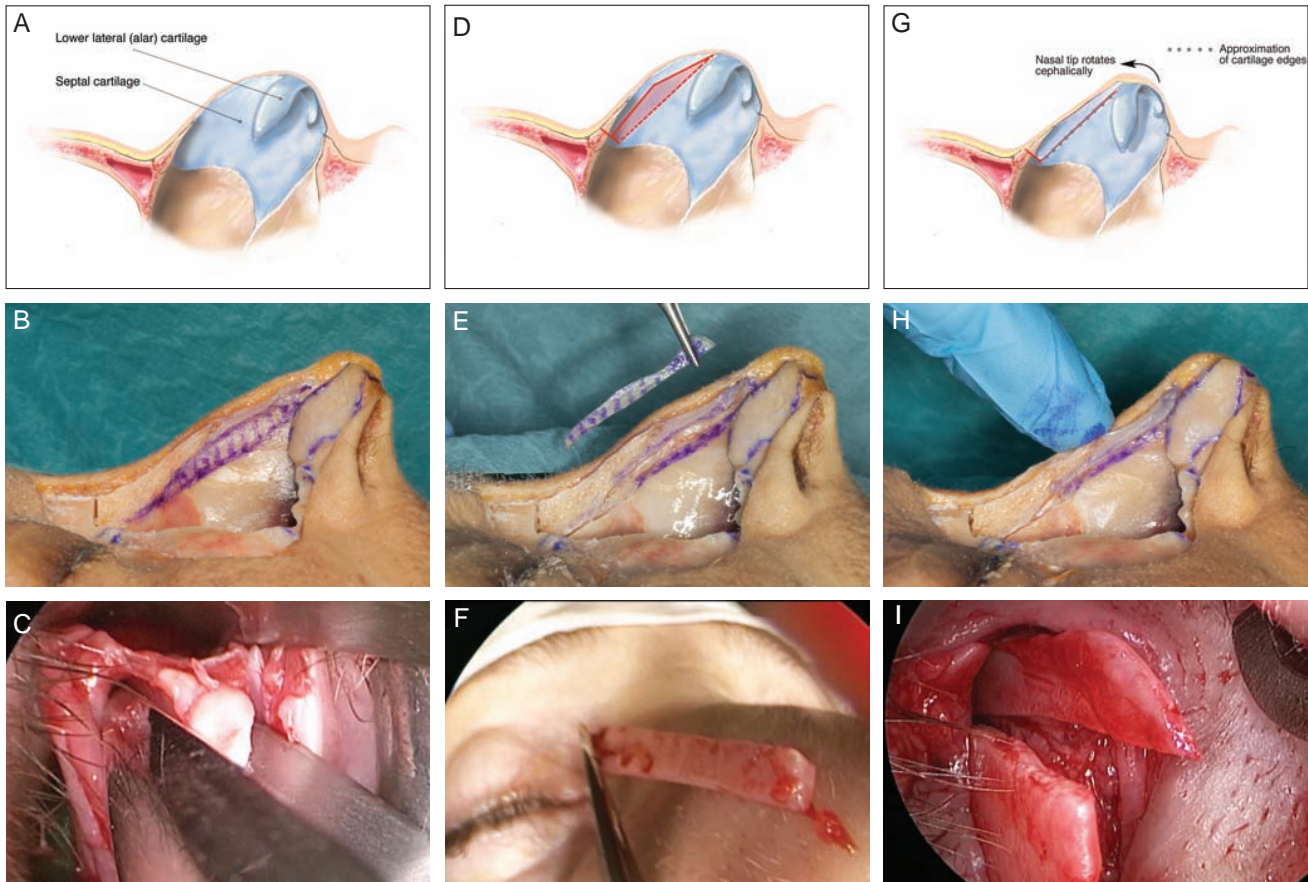 A
Lower lateral (alar) cartilage
Septal cartilage
D
G
Approximation
of cartilage edges
Nasal tip rotates
cephalically
B
E
H
C
F
I